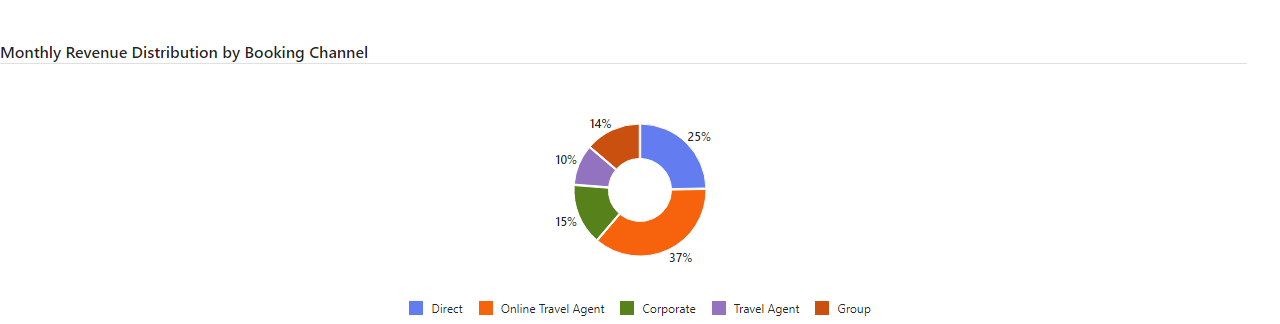 Monthly Revenue Distribution by Booking Channel
14%
25%
10%
15%
37%
Direct
Online Travel Agent
Corporate
Travel Agent
Group